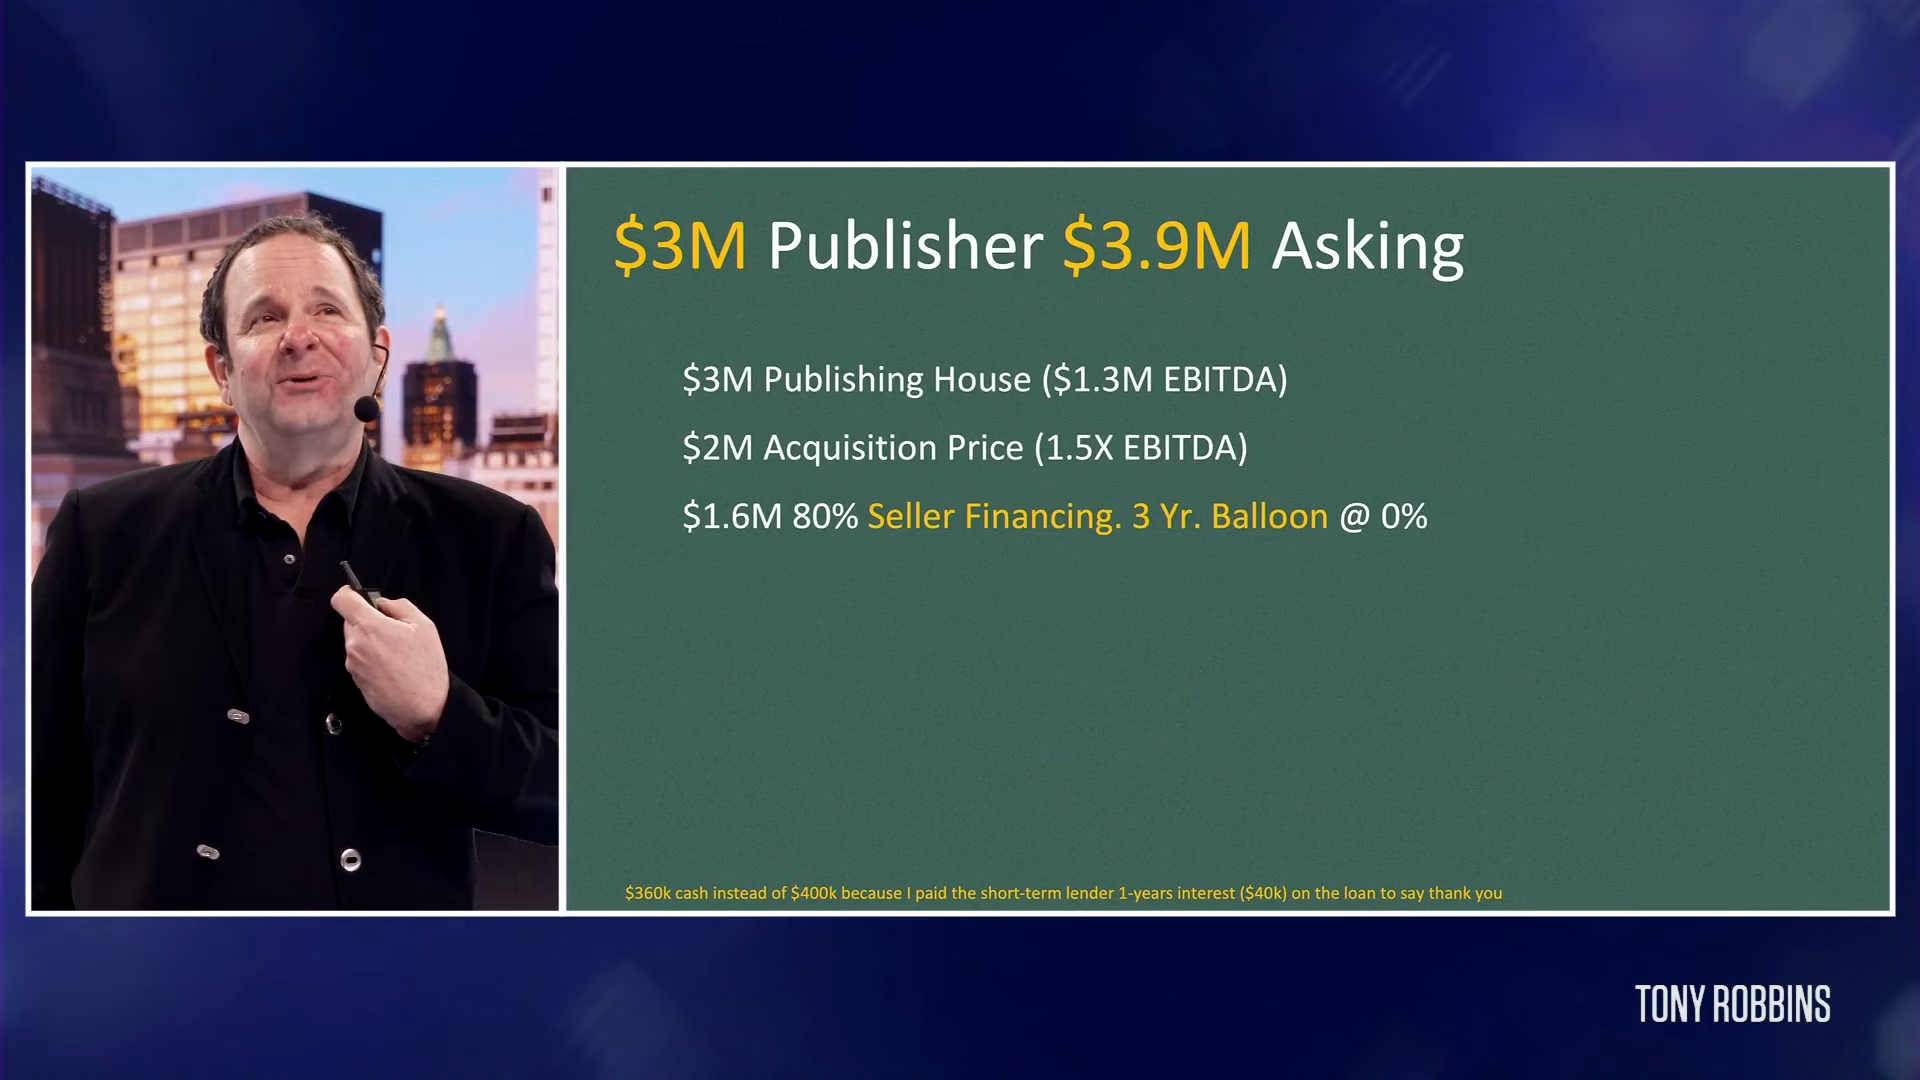 $3M Publisher $3.9M Asking
$3M Publishing House ($1.3M EBITDA)
$2M Acquisition Price (1.5X EBITDA)
$1.6M 80% Seller Financing. 3 Yr. Balloon @ 0%
$360k cash instead of $400k because I paid the short-term lender 1-years interest ($40k) on the loan to say thank you
TONY ROBBINS